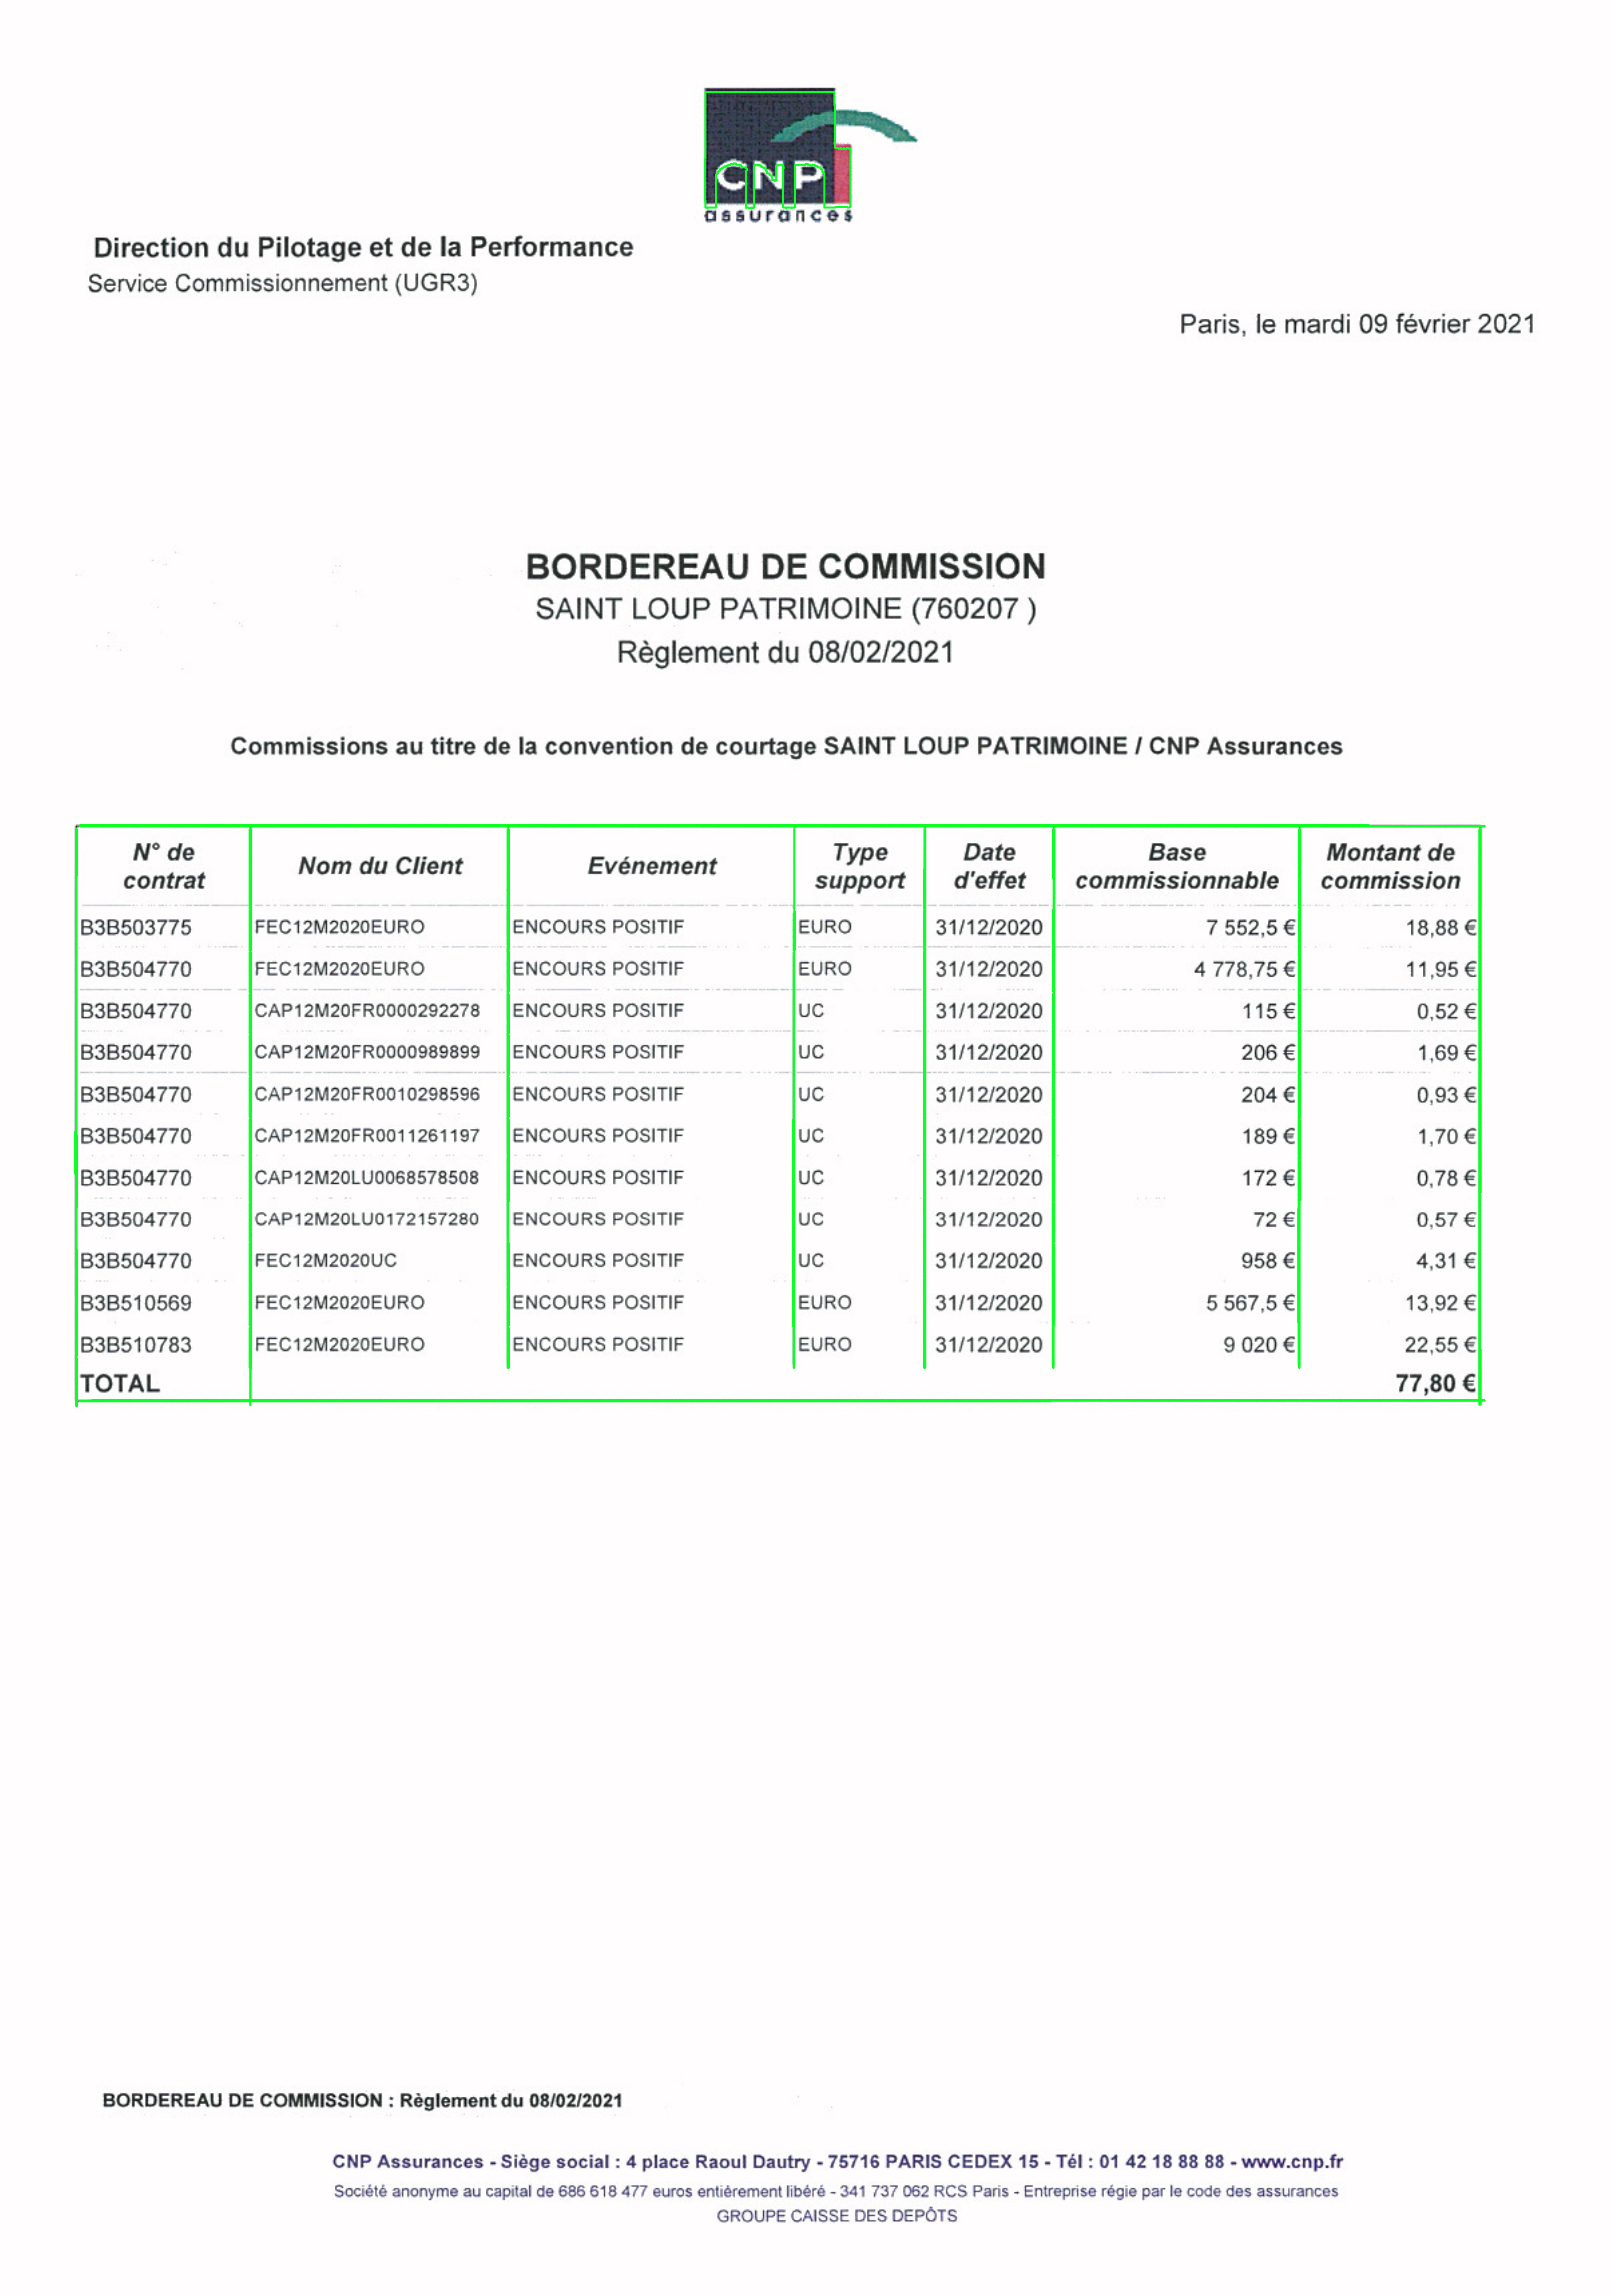 CNP
assurances
Direction du Pilotage et de la Performance
Service Commissionnement (UGR3)
Paris, le mardi 09 février 2021
BORDEREAU DE COMMISSION
SAINT LOUP PATRIMOINE (760207 )
Règlement du 08/02/2021
Commissions au titre de la convention de courtage SAINT LOUP PATRIMOINE / CNP Assurances
N° de contrat Nom du Client Evénement Type support Date d'effet Base commissionnable Montant de commission
B3B503775 FEC12M2020EURO ENCOURS POSITIF EURO 31/12/2020 7 552,5 € 18,88 €
B3B504770 FEC12M2020EURO ENCOURS POSITIF EURO 31/12/2020 4 778,75 € 11,95 €
B3B504770 CAP12M20FR0000292278 ENCOURS POSITIF UC 31/12/2020 115 € 0,52 €
B3B504770 CAP12M20FR0000989899 ENCOURS POSITIF UC 31/12/2020 206 € 1,69 €
B3B504770 CAP12M20FR0010298596 ENCOURS POSITIF UC 31/12/2020 204 € 0,93 €
B3B504770 CAP12M20FR0011261197 ENCOURS POSITIF UC 31/12/2020 189 € 1,70 €
B3B504770 CAP12M20LU0068578508 ENCOURS POSITIF UC 31/12/2020 172 € 0,78 €
B3B504770 CAP12M20LU0172157280 ENCOURS POSITIF UC 31/12/2020 72 € 0,57 €
B3B504770 FEC12M2020UC ENCOURS POSITIF UC 31/12/2020 958 € 4,31 €
B3B510569 FEC12M2020EURO ENCOURS POSITIF EURO 31/12/2020 5 567,5 € 13,92 €
B3B510783 FEC12M2020EURO ENCOURS POSITIF EURO 31/12/2020 9 020 € 22,55 €
TOTAL 77,80 €
BORDEREAU DE COMMISSION : Règlement du 08/02/2021
CNP Assurances - Siège social : 4 place Raoul Dautry - 75716 PARIS CEDEX 15 - Tél : 01 42 18 88 88 - www.cnp.fr
Société anonyme au capital de 686 618 477 euros entièrement libéré - 341 737 062 RCS Paris - Entreprise régie par le code des assurances
GROUPE CAISSE DES DEPÔTS